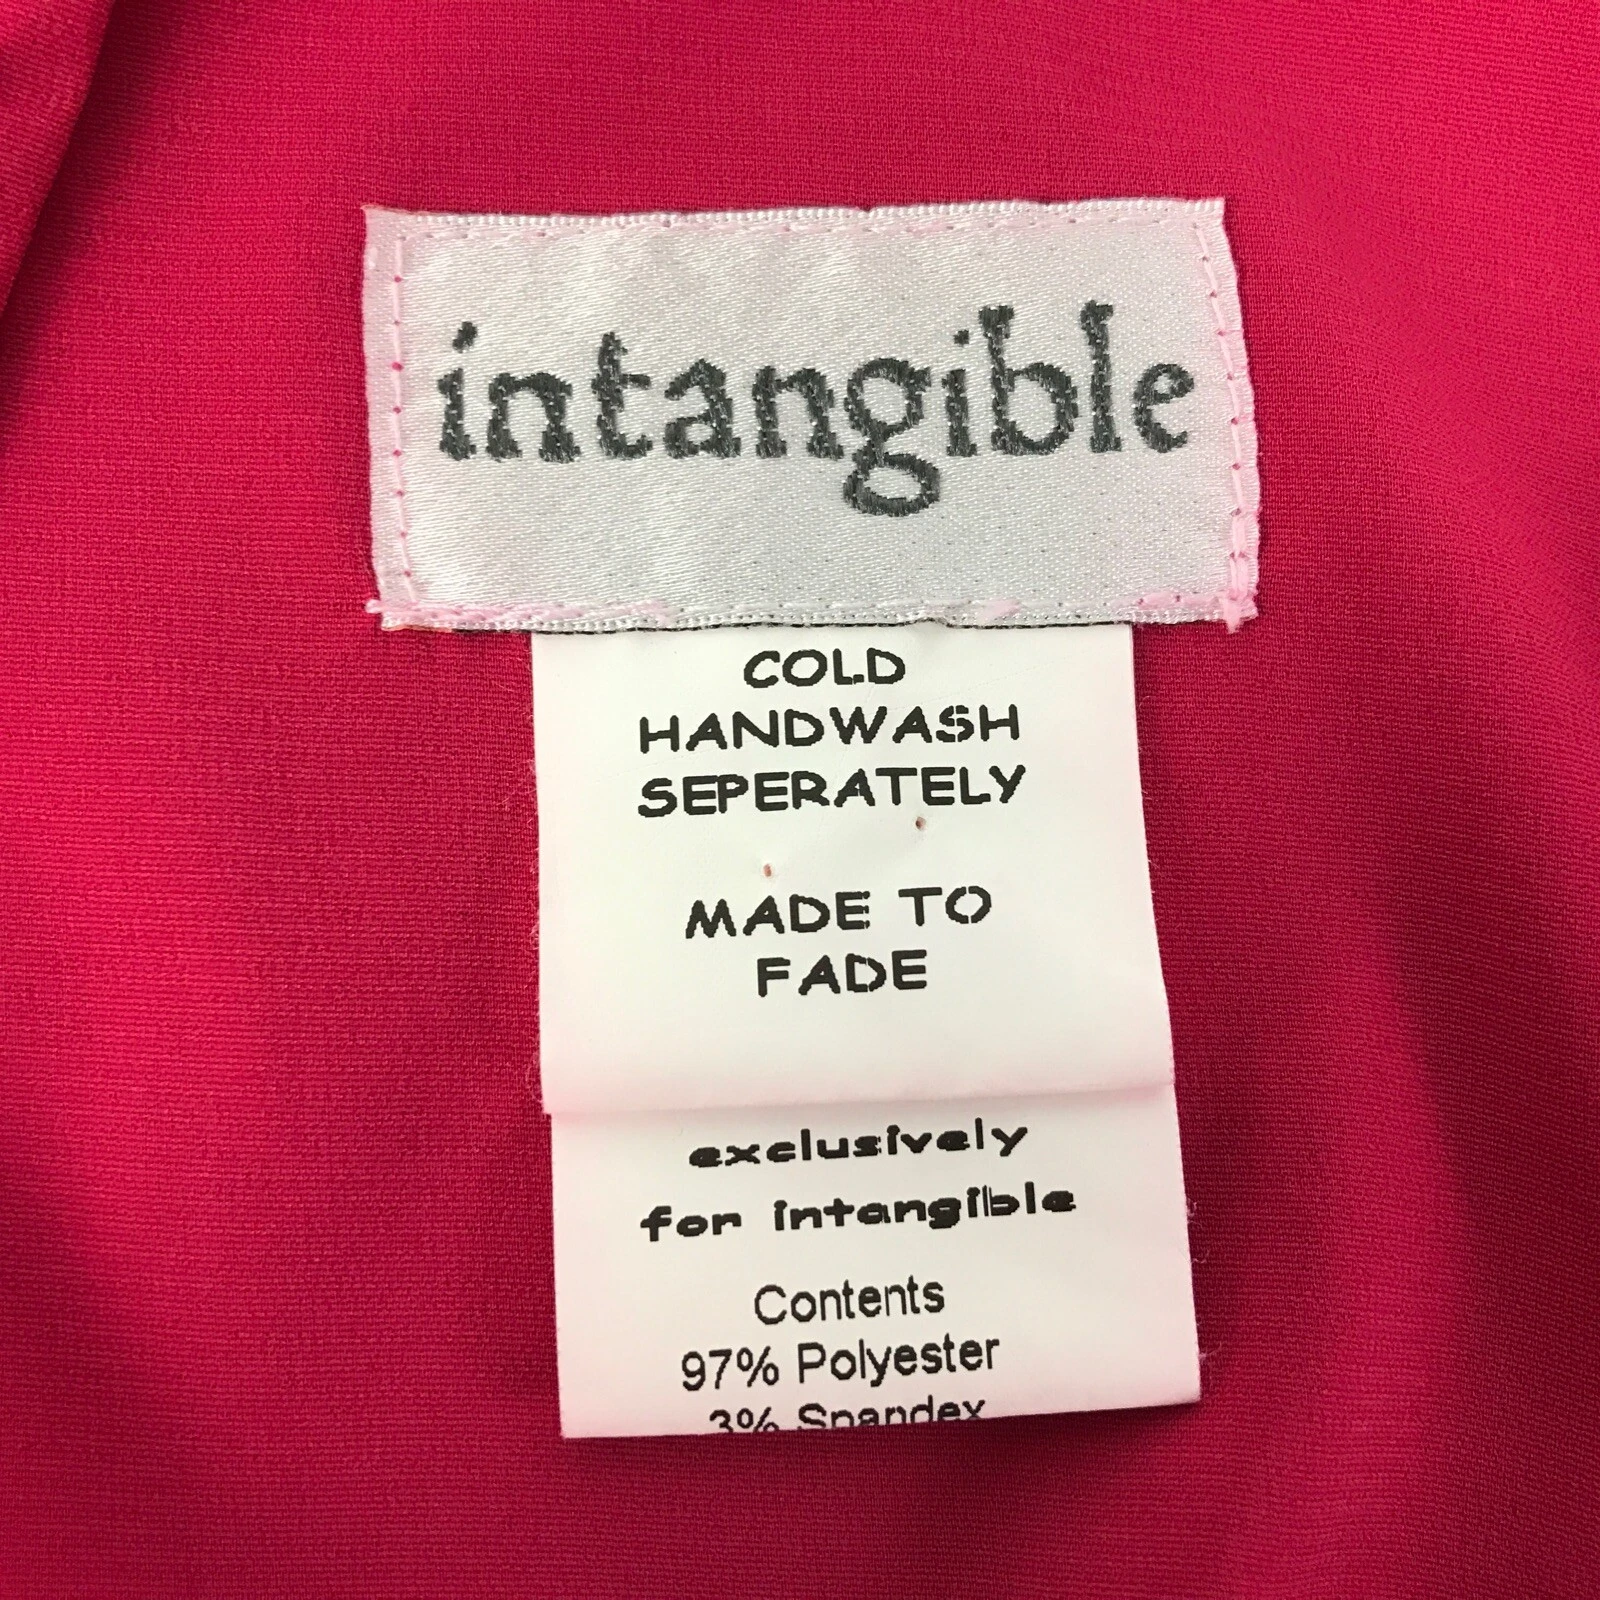 intangible
COLD
HANDWASH
SEPERATELY
MADE TO
FADE
exclusively
for intangible
Contents
97% Polyester
3% Spandex